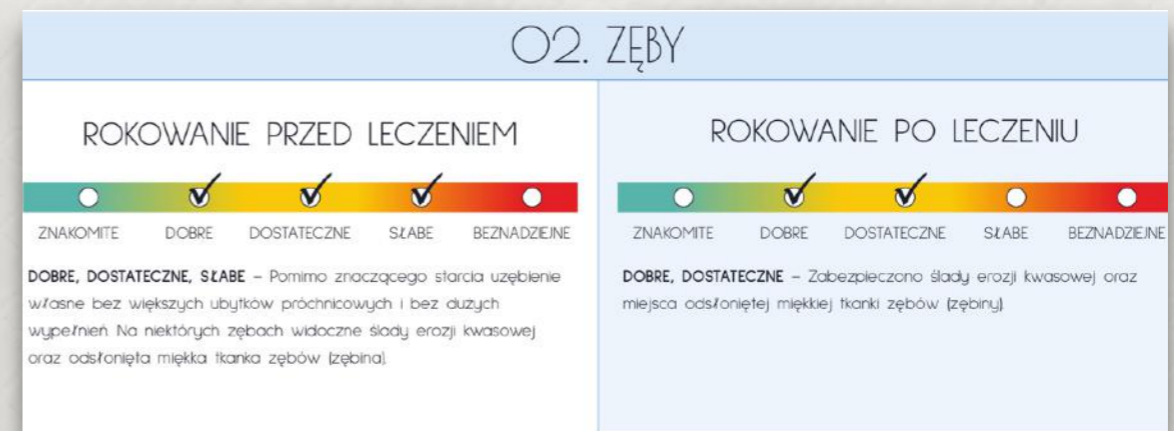 02. ZĘBY
ROKOWANIE PRZED LECZENIEM
ZNAKOMITE DOBRE DOSTATECZNE SŁABE BEZNADZIEJNE
DOBRE, DOSTATECZNE, SŁABE – Pomimo znaczącego starcia uzębienie
własne bez większych ubytków próchnicowych i bez dużych
wypełnień. Na niektórych zębach widoczne ślady erozji kwasowej
oraz odsłonięta miękka tkanka zębów (zębina).
ROKOWANIE PO LECZENIU
ZNAKOMITE DOBRE DOSTATECZNE SŁABE BEZNADZIEJNE
DOBRE, DOSTATECZNE – Zabezpieczono ślady erozji kwasowej oraz
miejsca odsłoniętej miękkiej tkanki zębów (zębiny).